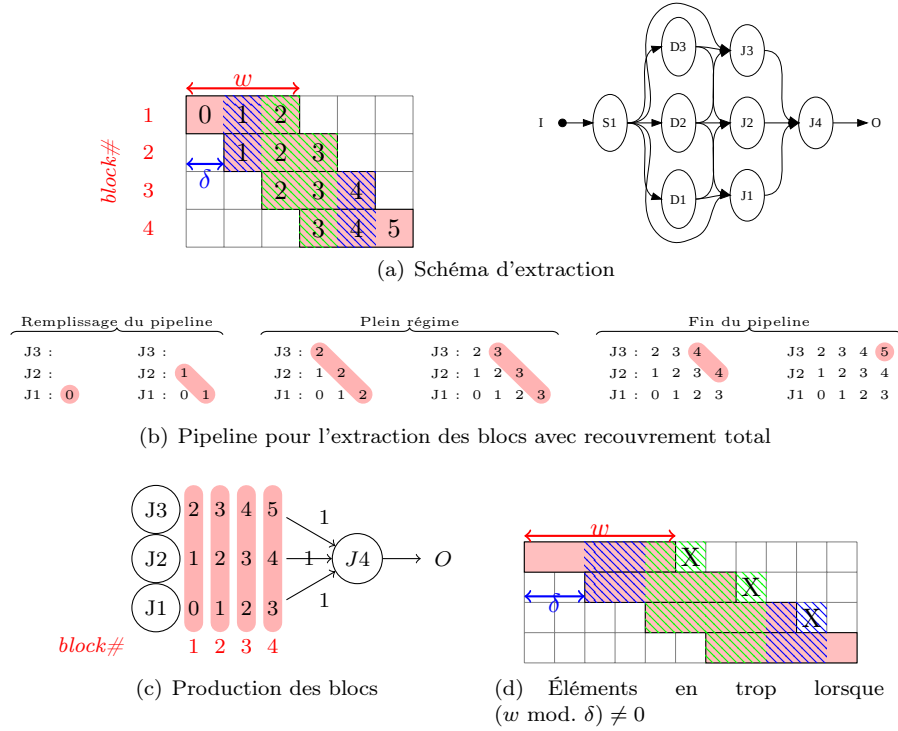 w
1 0 1 2
2 1 2 3
3 2 3 4
4 3 4 5
block#
δ
I S1 D3 D2 D1 J3 J2 J1 J4 O
(a) Schéma d'extraction
Remplissage du pipeline Plein régime Fin du pipeline
J3 : J3 : J3 : 2 J3 : 2 3 J3 : 2 3 4 J3 : 2 3 4 5
J2 : J2 : 1 J2 : 1 2 J2 : 1 2 3 J2 : 1 2 3 4 J2 : 1 2 3 4
J1 : 0 J1 : 0 1 J1 : 0 1 2 J1 : 0 1 2 3 J1 : 0 1 2 3 J1 : 0 1 2 3
(b) Pipeline pour l'extraction des blocs avec recouvrement total
J3 2 3 4 5 1
J2 1 2 3 4 1 J4 O
J1 0 1 2 3 1
block# 1 2 3 4
(c) Production des blocs
w
X
δ X
X
(d) Éléments en trop lorsque
(w mod. δ) ≠ 0